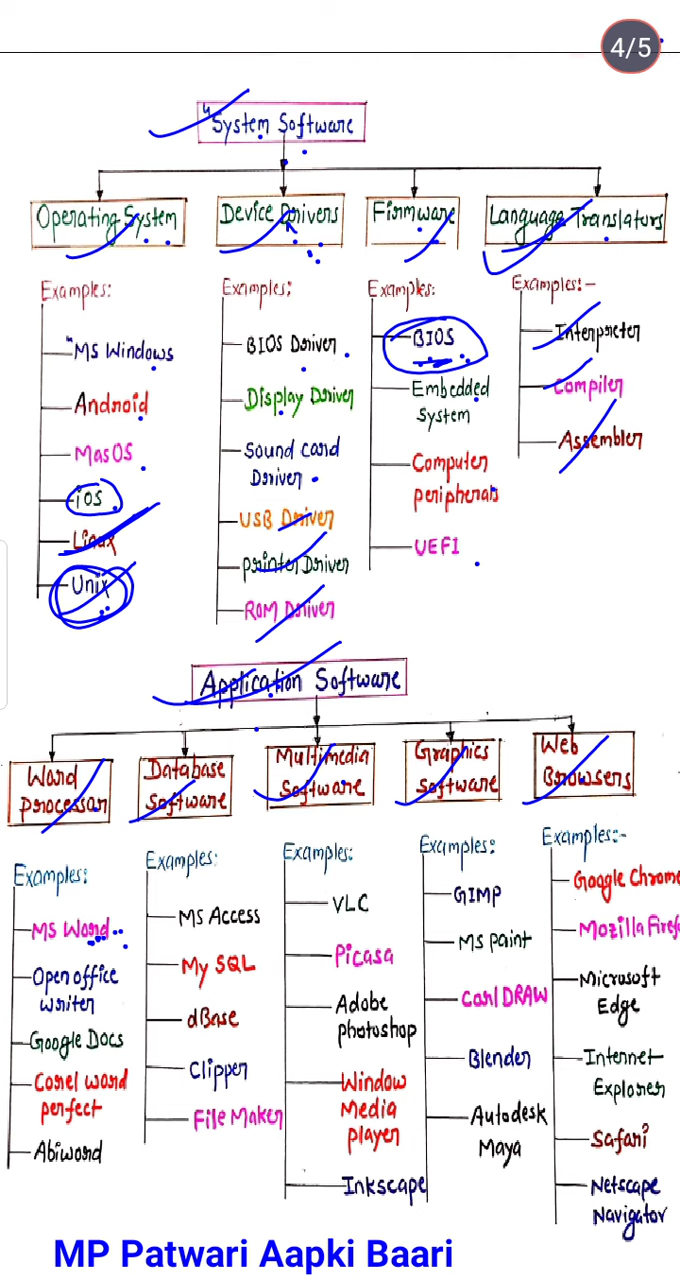 4/5
System Software
Operating System
Device Drivers
Firmware
Language Translators
Examples:
MS Windows
Android
MasOS
iOS
Linux
Unix
Examples:
BIOS Driver
Display Driver
Sound card
Driver
USB Driver
printer Driver
ROM Driver
Examples:
BIOS
Embedded
System
Computer
peripherals
UEFI
Examples:-
Interpreter
Compiler
Assembler
Application Software
Word
processor
Database
Software
Multimedia
Software
Graphics
Software
Web
Browsers
Examples:
MS Word
Open office
writer
Google Docs
Corel word
perfect
Abiword
Examples:
MS Access
My SQL
dBase
Clipper
File Maker
Examples:
VLC
Picasa
Adobe
photoshop
Window
Media
player
Inkscape
Examples:
GIMP
MS paint
Corl DRAW
Blender
Autodesk
Maya
Examples:-
Google Chrome
Mozilla Firefo
Microsoft
Edge
Internet
Explorer
Safari
Netscape
Navigator
MP Patwari Aapki Baari